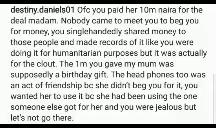 destiny.daniels01 Ofc you paid her 10m naira for the
deal madam. Nobody came to meet you to beg you
for money, you singlehandedly shared money to
those people and made records of it like you were
doing it for humanitarian purposes but it was actually
for the clout. The 1m you gave my mum was
supposedly a birthday gift. The head phones too was
an act of friendship bc she didn't beg you for it, you
wanted her to use it bc she had been using the one
someone else got for her and you were jealous but
let's not go there.